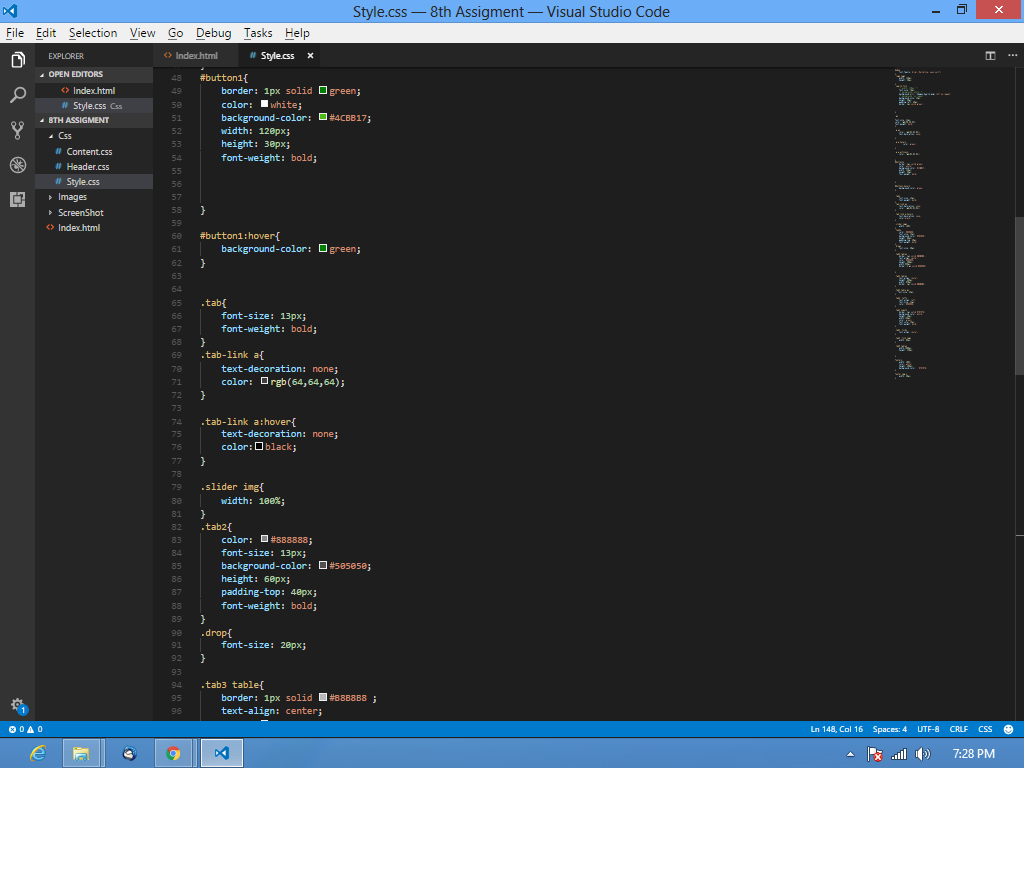 Style.css — 8th Assigment — Visual Studio Code
File Edit Selection View Go Debug Tasks Help
EXPLORER
OPEN EDITORS
Index.html
Style.css Css
8TH ASSIGMENT
Css
Content.css
Header.css
Style.css
Images
ScreenShot
Index.html
1
Index.html Style.css
48 #button1{
49 border: 1px solid green;
50 color: white;
51 background-color: #4CBB17;
52 width: 120px;
53 height: 30px;
54 font-weight: bold;
55
56
57
58 }
59
60 #button1:hover{
61 background-color: green;
62 }
63
64
65 .tab{
66 font-size: 13px;
67 font-weight: bold;
68 }
69 .tab-link a{
70 text-decoration: none;
71 color: rgb(64,64,64);
72 }
73
74 .tab-link a:hover{
75 text-decoration: none;
76 color: black;
77 }
78
79 .slider img{
80 width: 100%;
81 }
82 .tab2{
83 color: #888888;
84 font-size: 13px;
85 background-color: #505050;
86 height: 60px;
87 padding-top: 40px;
88 font-weight: bold;
89 }
90 .drop{
91 font-size: 20px;
92 }
93
94 .tab3 table{
95 border: 1px solid #B8B8B8 ;
96 text-align: center;
0 0 Ln 148, Col 16 Spaces: 4 UTF-8 CRLF CSS
7:28 PM